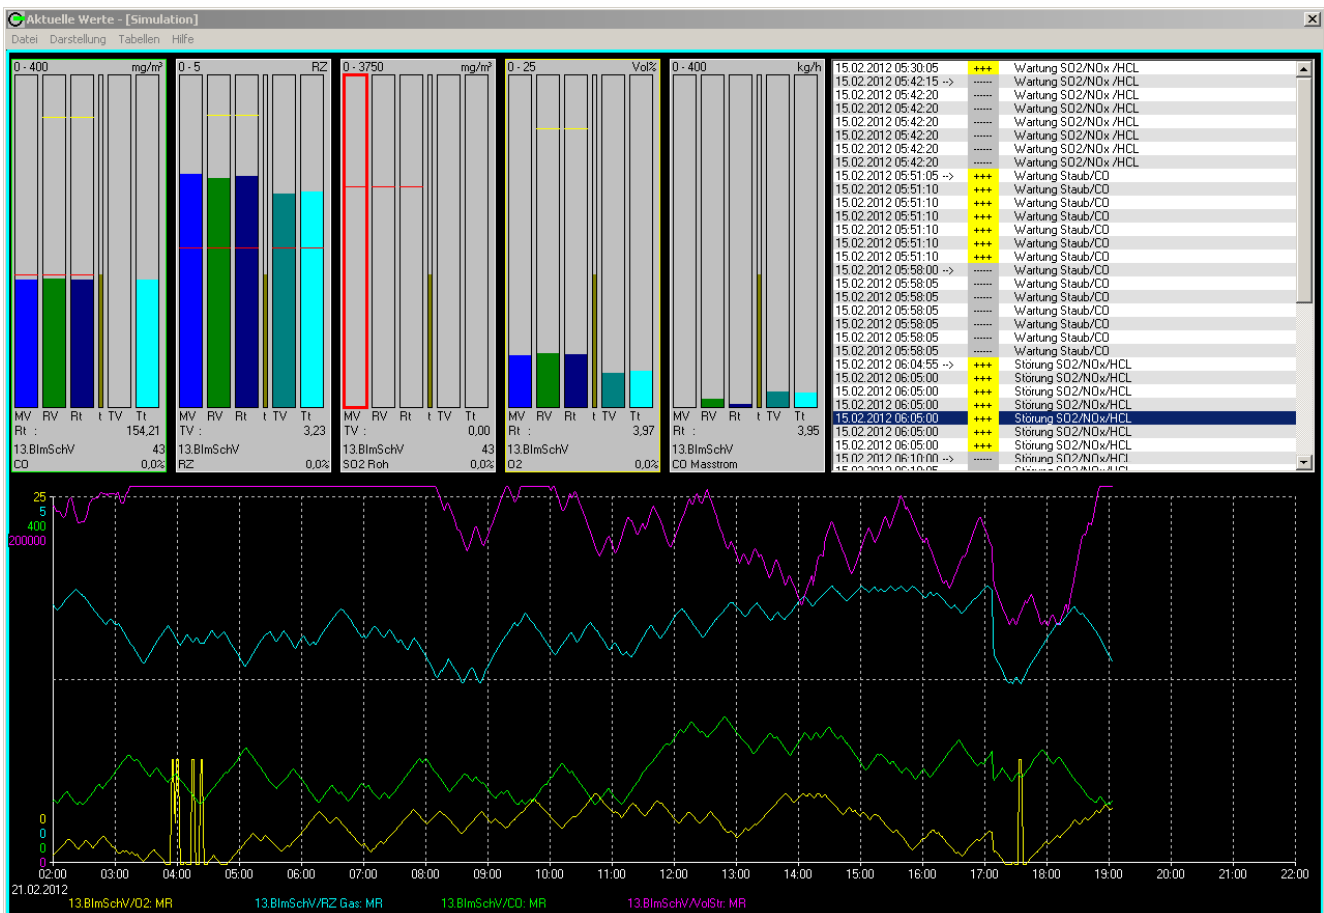 Aktuelle Werte - [Simulation]
Datei Darstellung Tabellen Hilfe
0 - 400 mg/m³
MV RV Rt t TV Tt
Rt : 154,21
13.BImSchV 43
CO 0,0%
0 - 5 RZ
MV RV Rt t TV Tt
TV : 3,23
13.BImSchV
RZ 0,0%
0 - 3750 mg/m³
MV RV Rt t TV Tt
TV : 0,00
13.BImSchV 43
SO2 Roh 0,0%
0 - 25 Vol%
MV RV Rt t TV Tt
Rt : 3,97
13.BImSchV
O2 0,0%
0 - 400 kg/h
MV RV Rt t TV Tt
Rt : 3,95
13.BImSchV
CO Masstrom
15.02.2012 05:30:05 +++ Wartung SO2/NOx /HCL
15.02.2012 05:42:15 --> ------ Wartung SO2/NOx /HCL
15.02.2012 05:42:20 ------ Wartung SO2/NOx /HCL
15.02.2012 05:42:20 ------ Wartung SO2/NOx /HCL
15.02.2012 05:42:20 ------ Wartung SO2/NOx /HCL
15.02.2012 05:42:20 ------ Wartung SO2/NOx /HCL
15.02.2012 05:42:20 ------ Wartung SO2/NOx /HCL
15.02.2012 05:42:20 ------ Wartung SO2/NOx /HCL
15.02.2012 05:51:05 --> +++ Wartung Staub/CO
15.02.2012 05:51:10 +++ Wartung Staub/CO
15.02.2012 05:51:10 +++ Wartung Staub/CO
15.02.2012 05:51:10 +++ Wartung Staub/CO
15.02.2012 05:51:10 +++ Wartung Staub/CO
15.02.2012 05:51:10 +++ Wartung Staub/CO
15.02.2012 05:51:10 +++ Wartung Staub/CO
15.02.2012 05:58:00 --> ------ Wartung Staub/CO
15.02.2012 05:58:05 ------ Wartung Staub/CO
15.02.2012 05:58:05 ------ Wartung Staub/CO
15.02.2012 05:58:05 ------ Wartung Staub/CO
15.02.2012 05:58:05 ------ Wartung Staub/CO
15.02.2012 05:58:05 ------ Wartung Staub/CO
15.02.2012 05:58:05 ------ Wartung Staub/CO
15.02.2012 06:04:55 --> +++ Störung SO2/NOx/HCL
15.02.2012 06:05:00 +++ Störung SO2/NOx/HCL
15.02.2012 06:05:00 +++ Störung SO2/NOx/HCL
15.02.2012 06:05:00 +++ Störung SO2/NOx/HCL
15.02.2012 06:05:00 +++ Störung SO2/NOx/HCL
15.02.2012 06:05:00 +++ Störung SO2/NOx/HCL
15.02.2012 06:05:00 +++ Störung SO2/NOx/HCL
15.02.2012 06:10:00 --> ------ Störung SO2/NOx/HCL
25
5
400
200000
0
0
0
0
02:00 03:00 04:00 05:00 06:00 07:00 08:00 09:00 10:00 11:00 12:00 13:00 14:00 15:00 16:00 17:00 18:00 19:00 20:00 21:00 22:00
21.02.2012
13.BImSchV/O2: MR 13.BImSchV/RZ Gas: MR 13.BImSchV/CO: MR 13.BImSchV/VolStr: MR